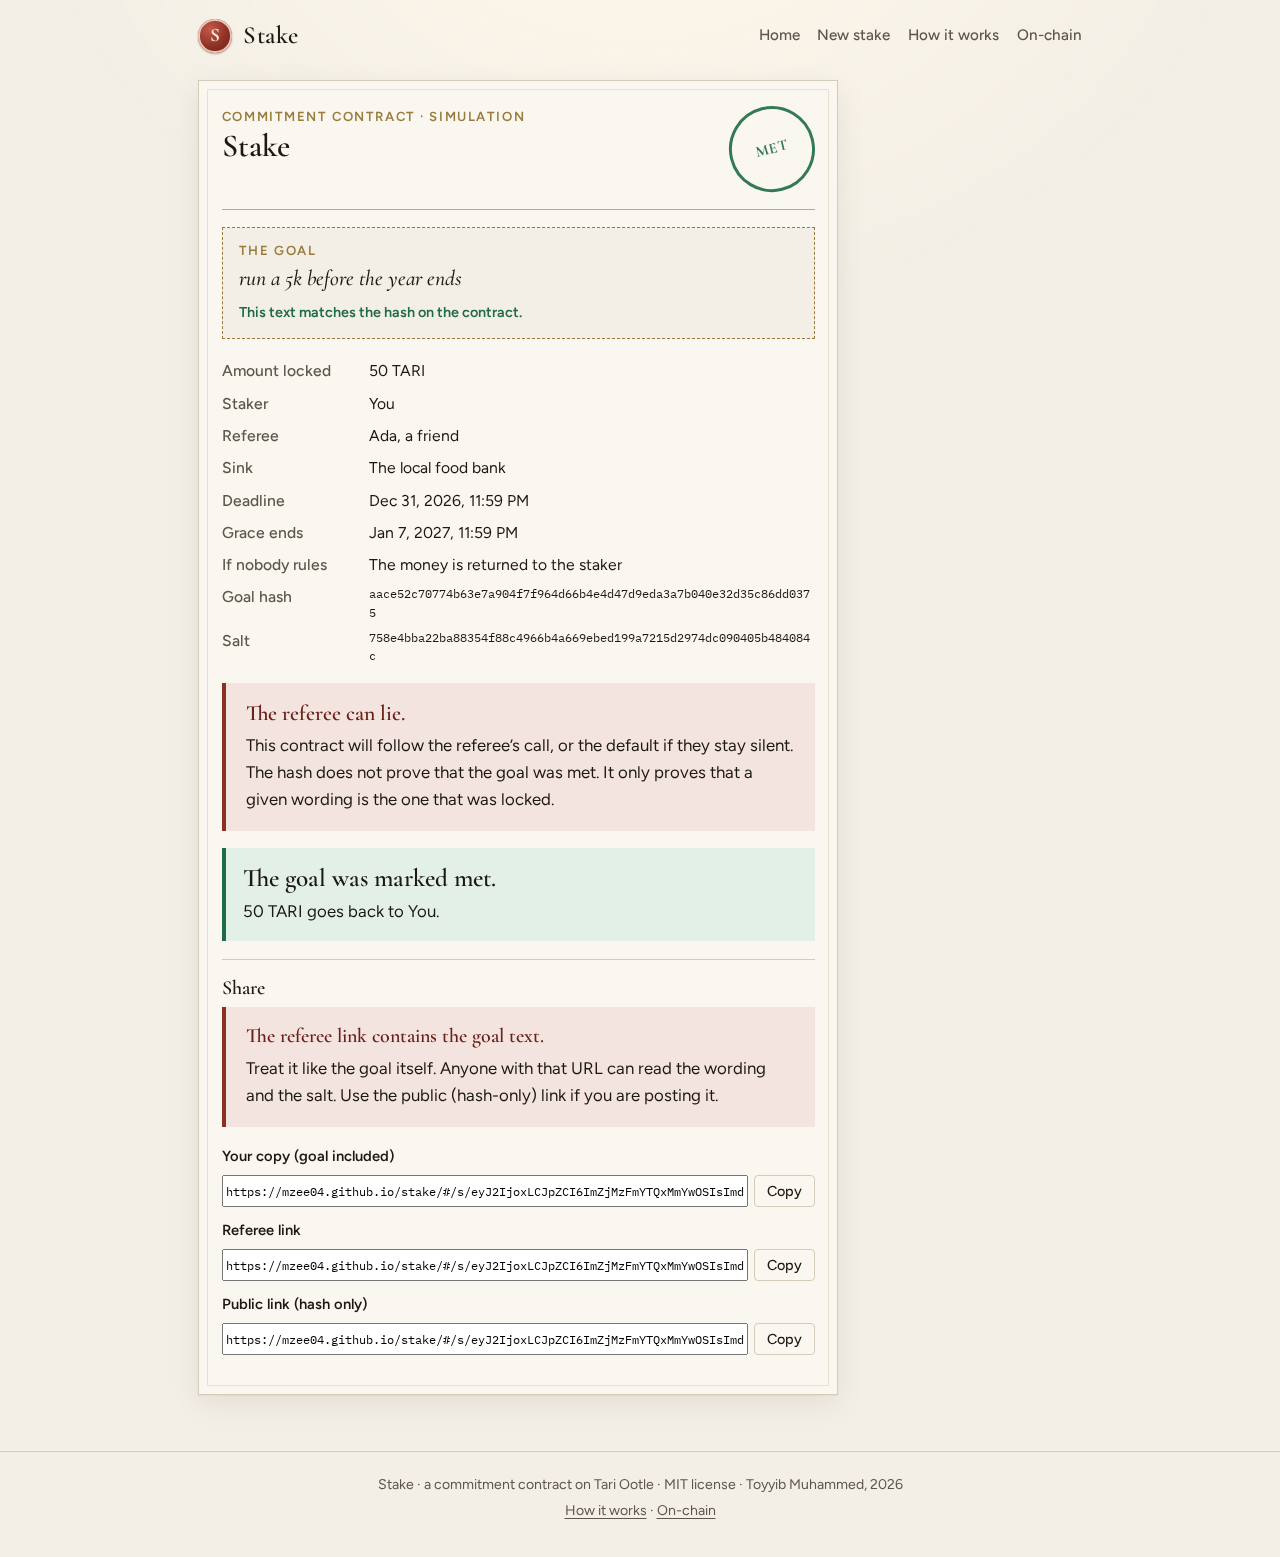 S Stake
Home New stake How it works On-chain
COMMITMENT CONTRACT · SIMULATION
Stake
MET
THE GOAL
run a 5k before the year ends
This text matches the hash on the contract.
Amount locked 50 TARI
Staker You
Referee Ada, a friend
Sink The local food bank
Deadline Dec 31, 2026, 11:59 PM
Grace ends Jan 7, 2027, 11:59 PM
If nobody rules The money is returned to the staker
Goal hash aace52c70774b63e7a904f7f964d66b4e4d47d9eda3a7b040e32d35c86dd037
5
Salt 758e4bba22ba88354f88c4966b4a669ebed199a7215d2974dc090405b484084
c
The referee can lie.
This contract will follow the referee’s call, or the default if they stay silent.
The hash does not prove that the goal was met. It only proves that a
given wording is the one that was locked.
The goal was marked met.
50 TARI goes back to You.
Share
The referee link contains the goal text.
Treat it like the goal itself. Anyone with that URL can read the wording
and the salt. Use the public (hash-only) link if you are posting it.
Your copy (goal included)
https://mzee04.github.io/stake/#/s/eyJ2IjoxLCJpZCI6ImZjMzFmYTQxMmYwOSIsImd Copy
Referee link
https://mzee04.github.io/stake/#/s/eyJ2IjoxLCJpZCI6ImZjMzFmYTQxMmYwOSIsImd Copy
Public link (hash only)
https://mzee04.github.io/stake/#/s/eyJ2IjoxLCJpZCI6ImZjMzFmYTQxMmYwOSIsImd Copy
Stake · a commitment contract on Tari Ootle · MIT license · Toyyib Muhammed, 2026
How it works · On-chain